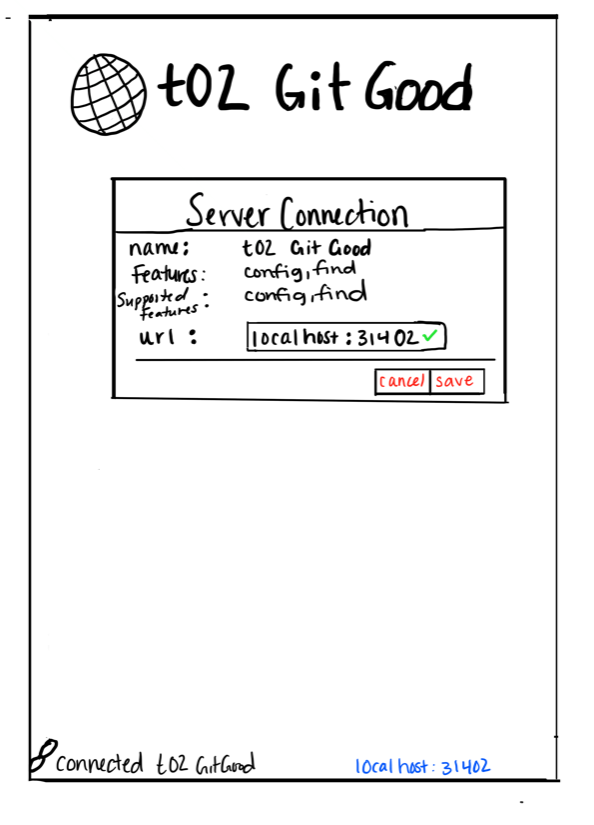 t02 Git Good
Server Connection
name: t02 Git Good
Features: config, find
Supported Features: config, find
url: localhost:31402 ✓
cancel save
connected t02 GitGood localhost:31402